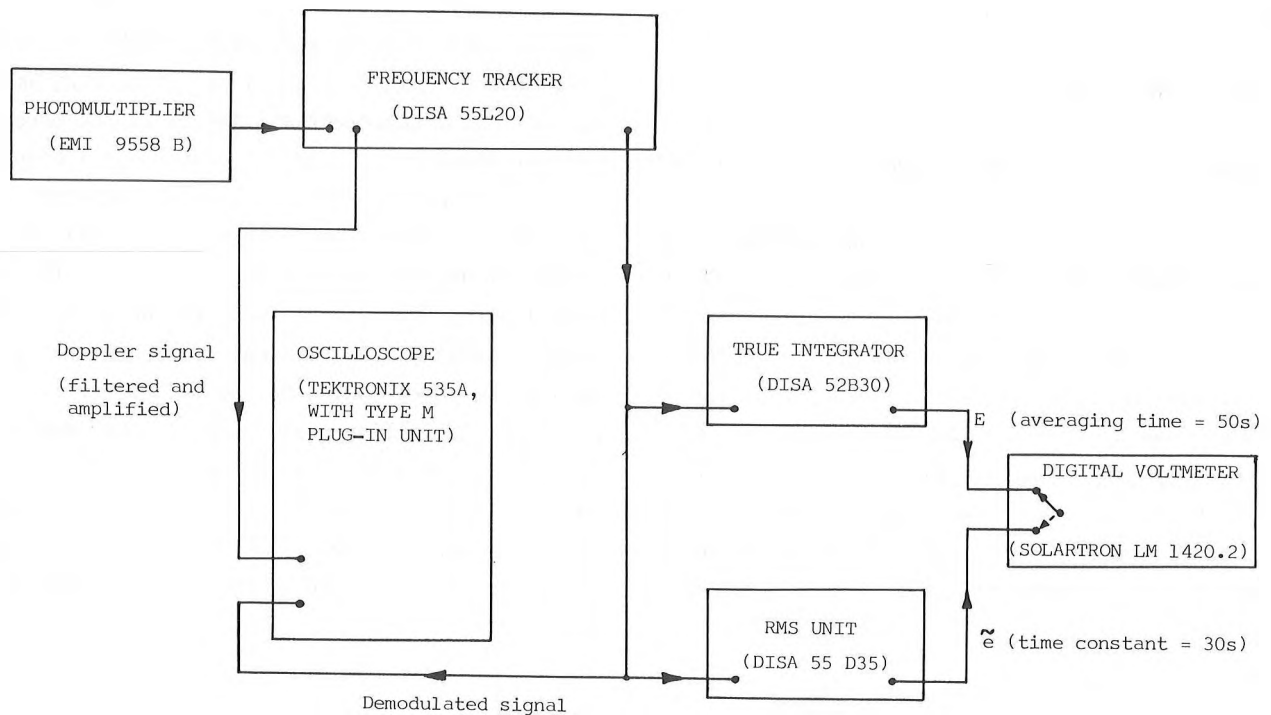 FREQUENCY TRACKER
(DISA 55L20)
PHOTOMULTIPLIER
(EMI 9558 B)
Doppler signal
(filtered and
amplified)
OSCILLOSCOPE
(TEKTRONIX 535A,
WITH TYPE M
PLUG-IN UNIT)
TRUE INTEGRATOR
(DISA 52B30)
E (averaging time = 50s)
DIGITAL VOLTMETER
(SOLARTRON LM 1420.2)
RMS UNIT
(DISA 55 D35)
ẽ (time constant = 30s)
Demodulated signal